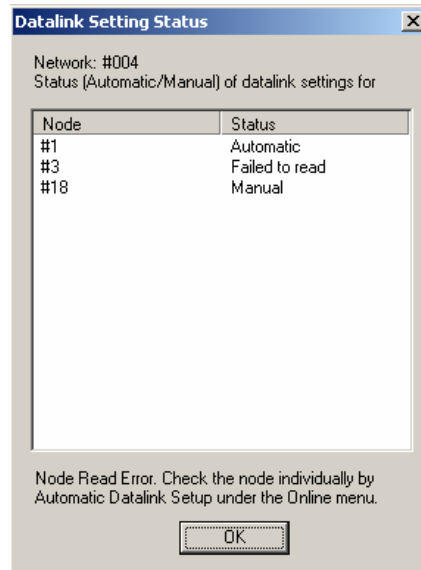 Datalink Setting Status
Network: #004
Status (Automatic/Manual) of datalink settings for
Node Status
#1 Automatic
#3 Failed to read
#18 Manual
Node Read Error. Check the node individually by
Automatic Datalink Setup under the Online menu.
OK